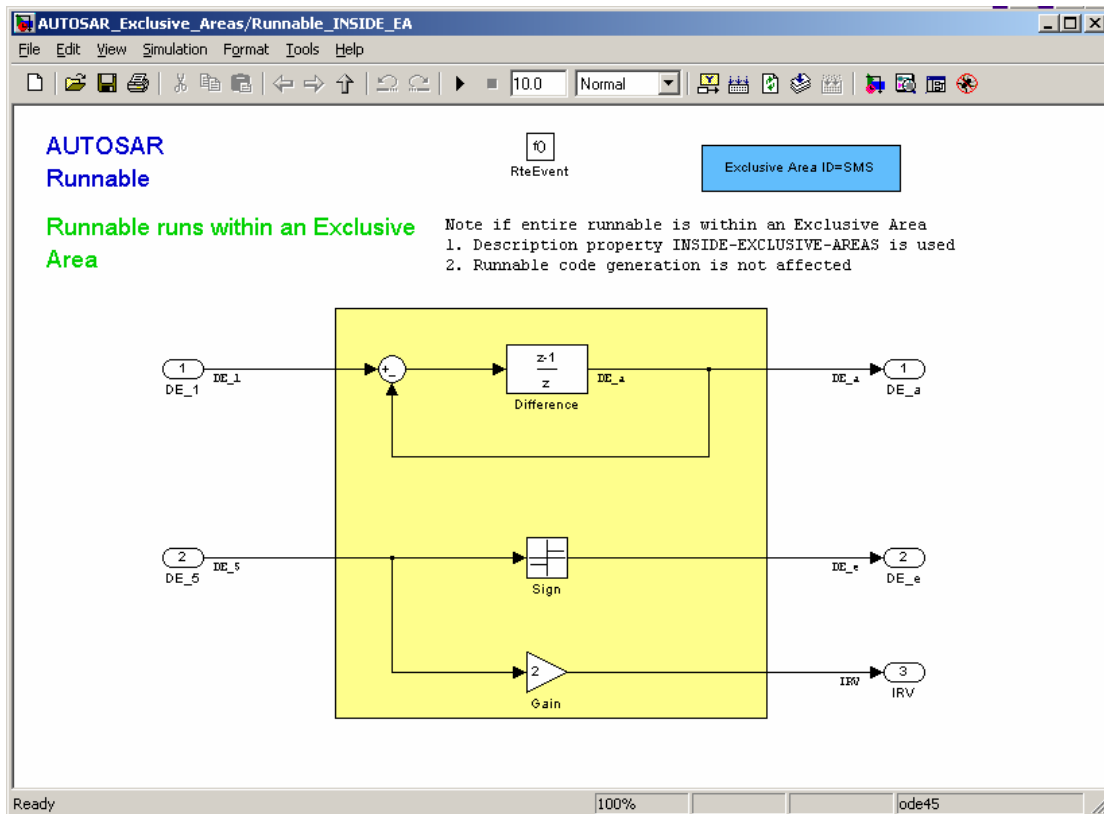 AUTOSAR_Exclusive_Areas/Runnable_INSIDE_EA
File Edit View Simulation Format Tools Help
10.0 Normal
AUTOSAR
Runnable
f()
RteEvent
Exclusive Area ID=SMS
Runnable runs within an Exclusive
Area
Note if entire runnable is within an Exclusive Area
1. Description property INSIDE-EXCLUSIVE-AREAS is used
2. Runnable code generation is not affected
1
DE_1
DE_1
+
-
z-1
z
Difference
DE_a
DE_a
1
DE_a
2
DE_5
DE_5
Sign
DE_e
2
DE_e
2
Gain
IRV
3
IRV
Ready 100% ode45